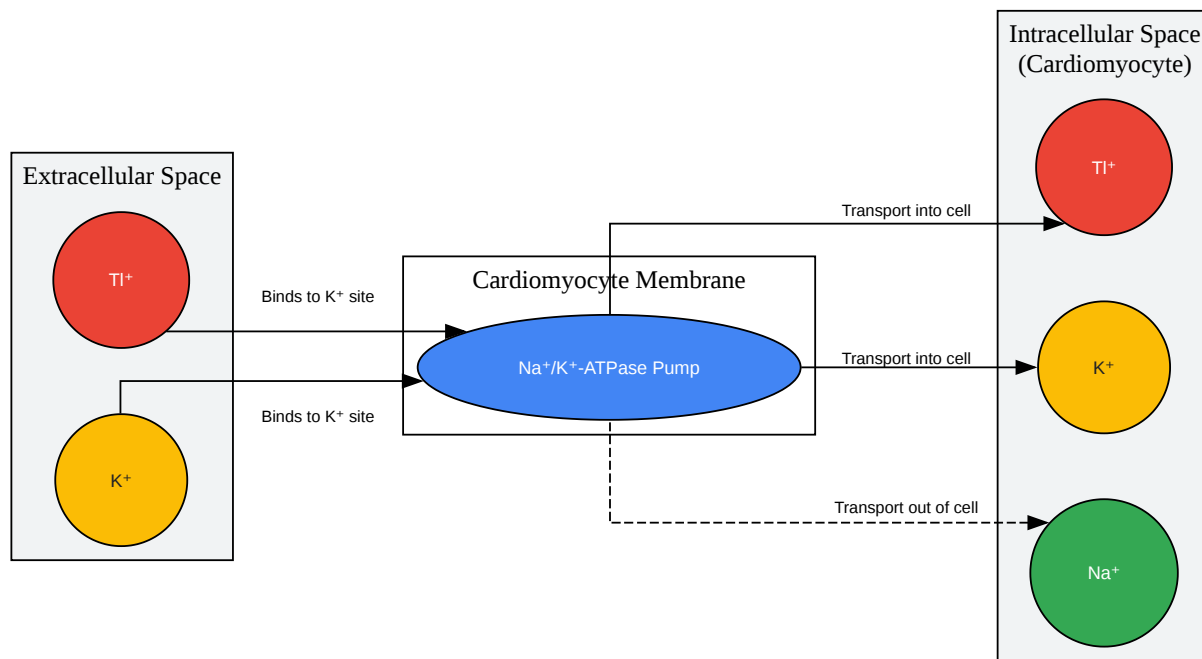 Intracellular Space
(Cardiomyocyte)
Extracellular Space
Tl⁺
K⁺
Binds to K⁺ site
Binds to K⁺ site
Cardiomyocyte Membrane
Na⁺/K⁺-ATPase Pump
Transport into cell
Transport into cell
Transport out of cell
Tl⁺
K⁺
Na⁺